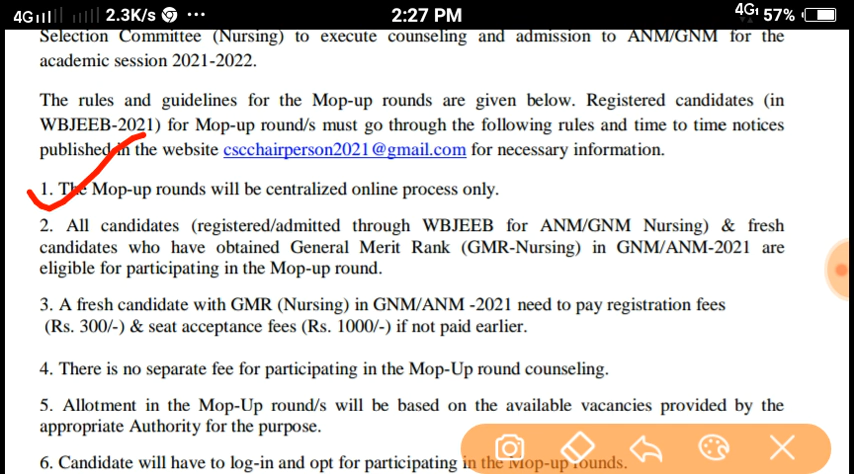 4G 2.3K/s ... 2:27 PM 4G 57%
Selection Committee (Nursing) to execute counseling and admission to ANM/GNM for the
academic session 2021-2022.
The rules and guidelines for the Mop-up rounds are given below. Registered candidates (in
WBJEEB-2021) for Mop-up round/s must go through the following rules and time to time notices
published in the website cscchairperson2021@gmail.com for necessary information.
1. The Mop-up rounds will be centralized online process only.
2. All candidates (registered/admitted through WBJEEB for ANM/GNM Nursing) & fresh
candidates who have obtained General Merit Rank (GMR-Nursing) in GNM/ANM-2021 are
eligible for participating in the Mop-up round.
3. A fresh candidate with GMR (Nursing) in GNM/ANM -2021 need to pay registration fees
(Rs. 300/-) & seat acceptance fees (Rs. 1000/-) if not paid earlier.
4. There is no separate fee for participating in the Mop-Up round counseling.
5. Allotment in the Mop-Up round/s will be based on the available vacancies provided by the
appropriate Authority for the purpose.
6. Candidate will have to log-in and opt for participating in the Mop-up rounds.